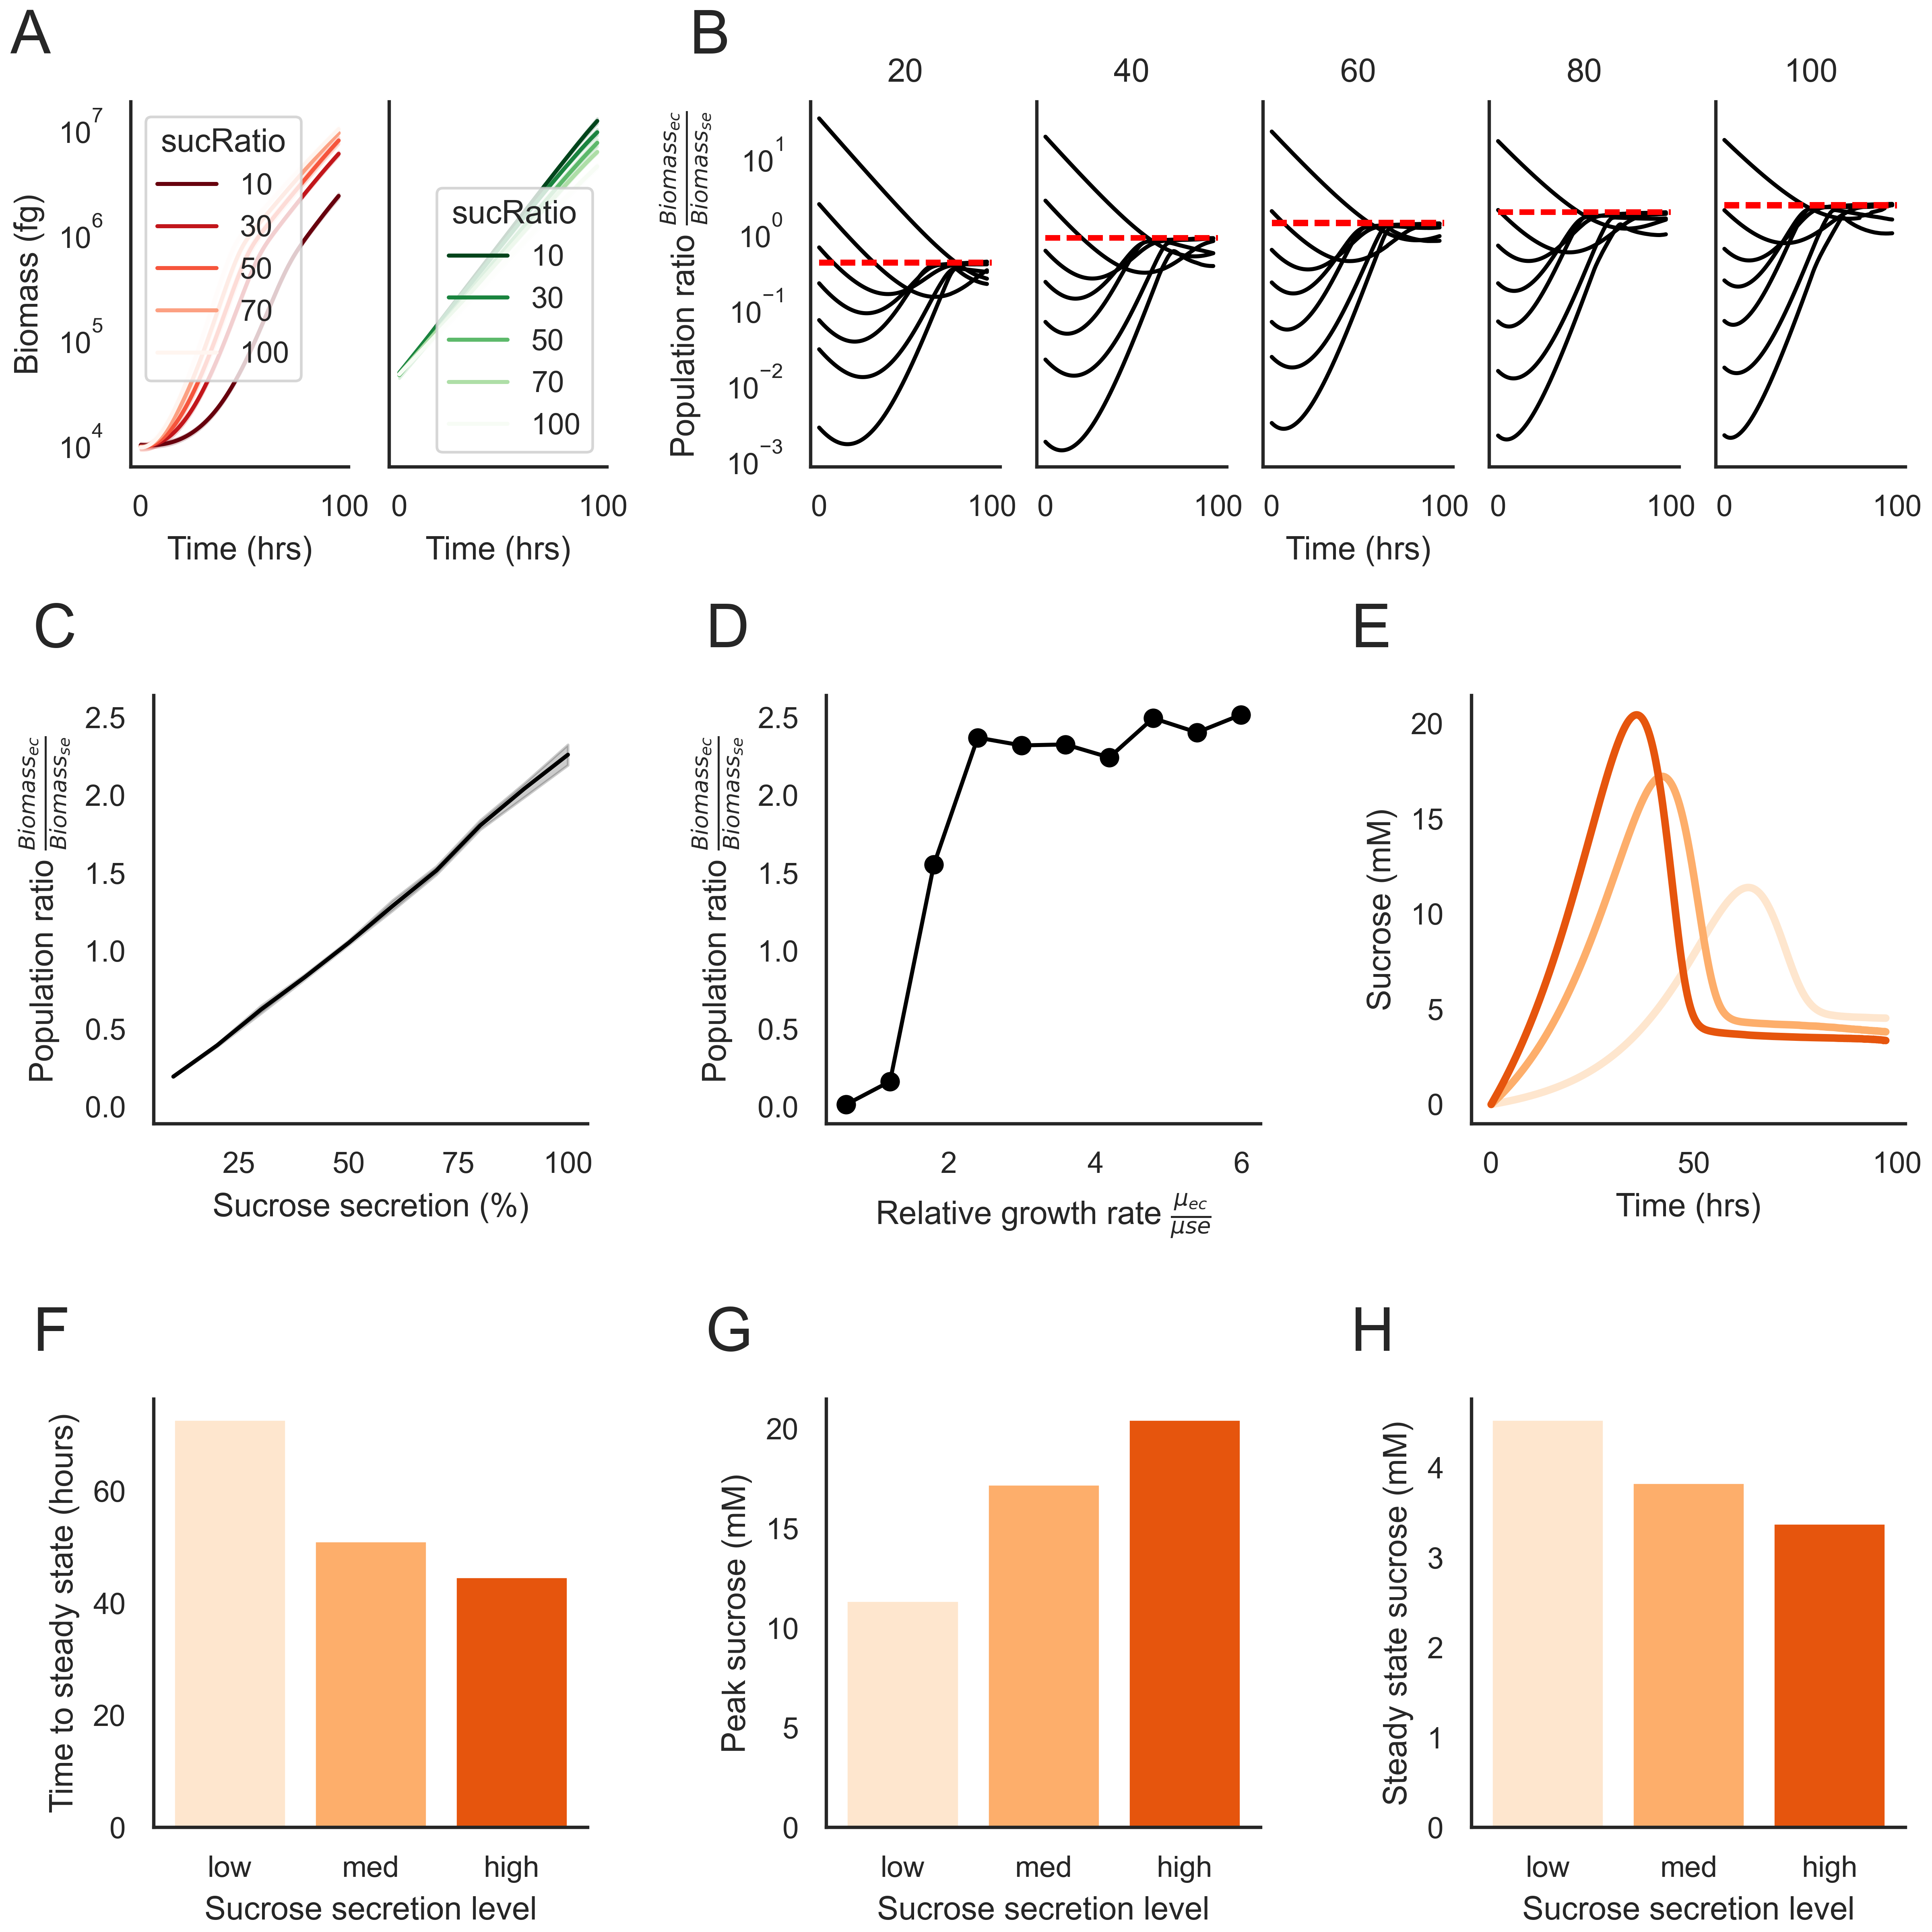 A
Biomass (fg)
10^7
10^6
10^5
10^4
sucRatio
10
30
50
70
100
0
100
Time (hrs)
sucRatio
10
30
50
70
100
0
100
Time (hrs)
B
20
40
60
80
100
Population ratio Biomass_ec / Biomass_se
10^1
10^0
10^−1
10^−2
10^−3
0
100
0
100
0
100
0
100
0
100
Time (hrs)
C
Population ratio Biomass_ec / Biomass_se
2.5
2.0
1.5
1.0
0.5
0.0
25
50
75
100
Sucrose secretion (%)
D
Population ratio Biomass_ec / Biomass_se
2.5
2.0
1.5
1.0
0.5
0.0
2
4
6
Relative growth rate μ_ec / μse
E
Sucrose (mM)
20
15
10
5
0
0
50
100
Time (hrs)
F
Time to steady state (hours)
60
40
20
0
low
med
high
Sucrose secretion level
G
Peak sucrose (mM)
20
15
10
5
0
low
med
high
Sucrose secretion level
H
Steady state sucrose (mM)
4
3
2
1
0
low
med
high
Sucrose secretion level